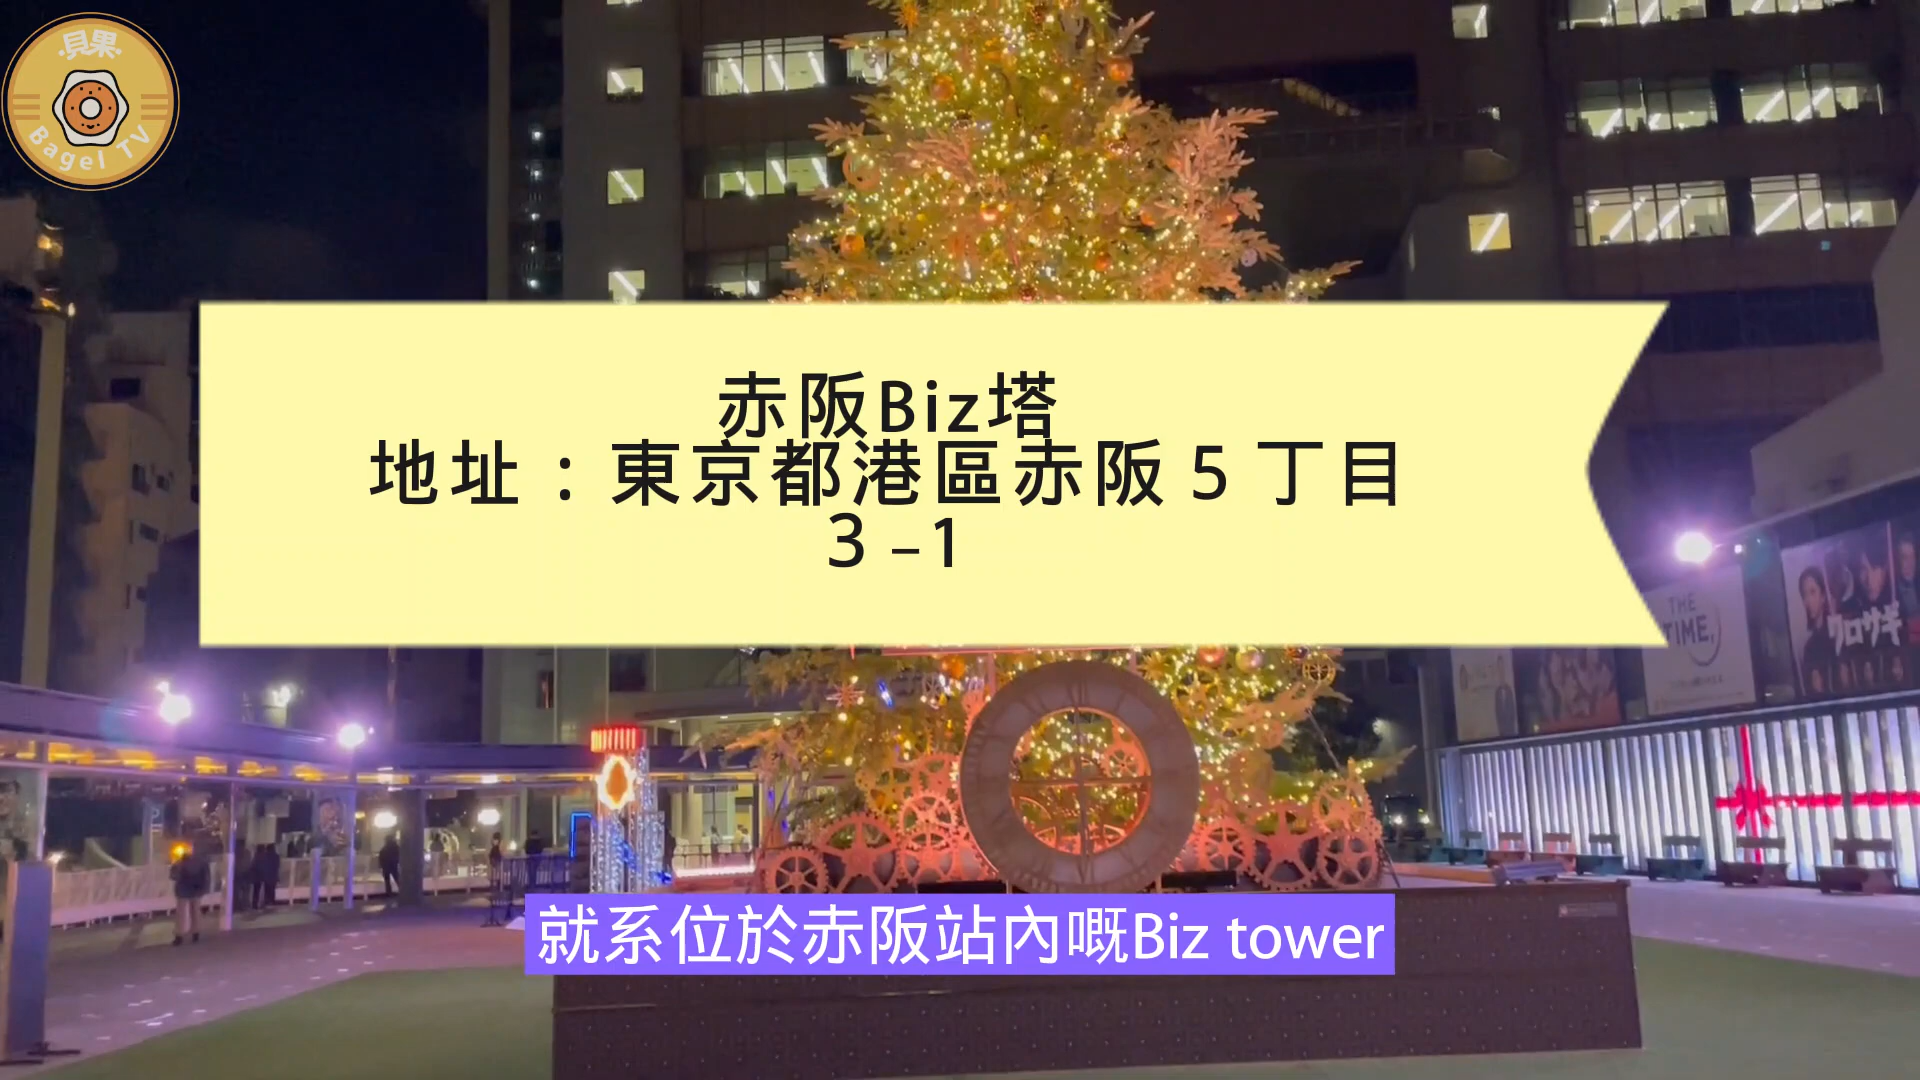 貝果
Bagel TV
赤阪Biz塔
地址：東京都港區赤阪5丁目
3 –1
THE
TIME,
クロサギ
就系位於赤阪站內嘅Biz tower